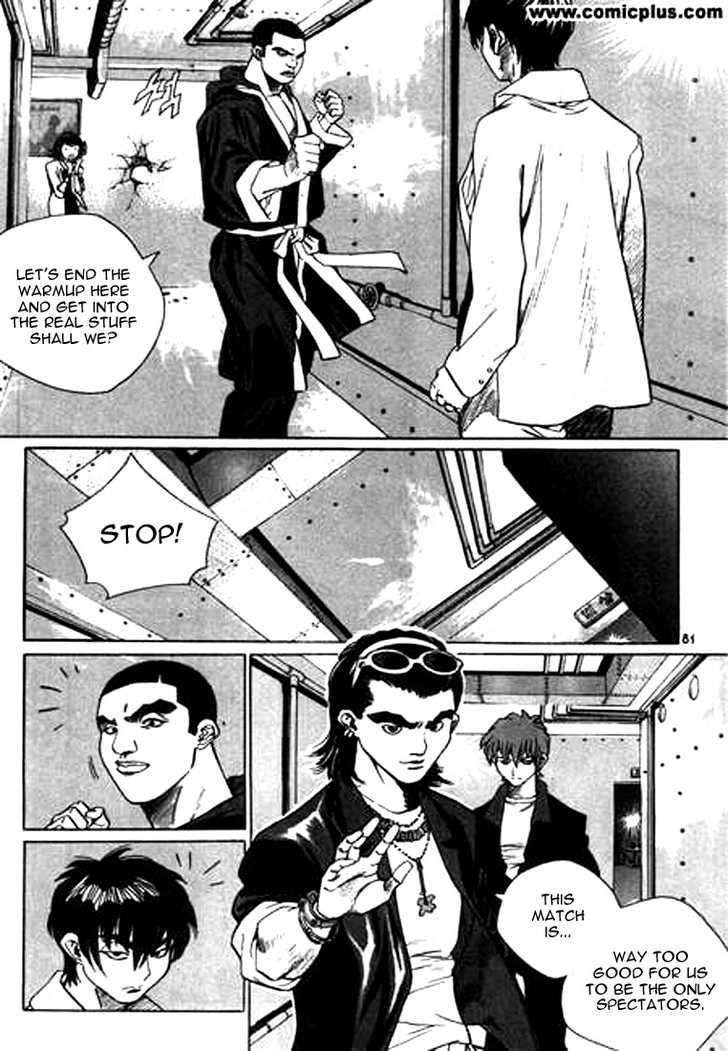 www.comicplus.com
LET'S END THE
WARMUP HERE
AND GET INTO
THE REAL STUFF
SHALL WE?
STOP!
81
THIS
MATCH
IS...
WAY TOO
GOOD FOR US
TO BE THE ONLY
SPECTATORS.